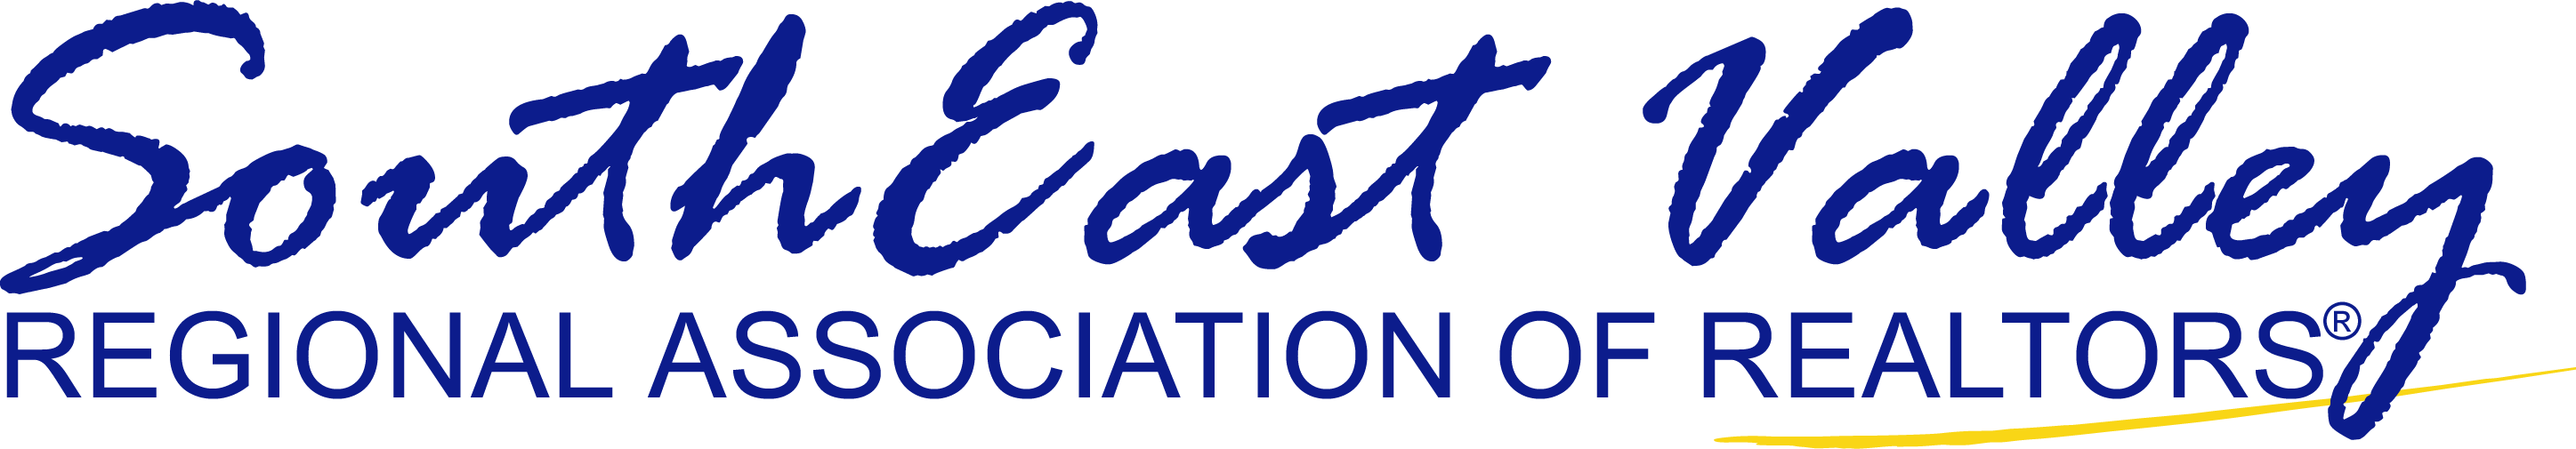 SouthEast Valley
REGIONAL ASSOCIATION OF REALTORS®